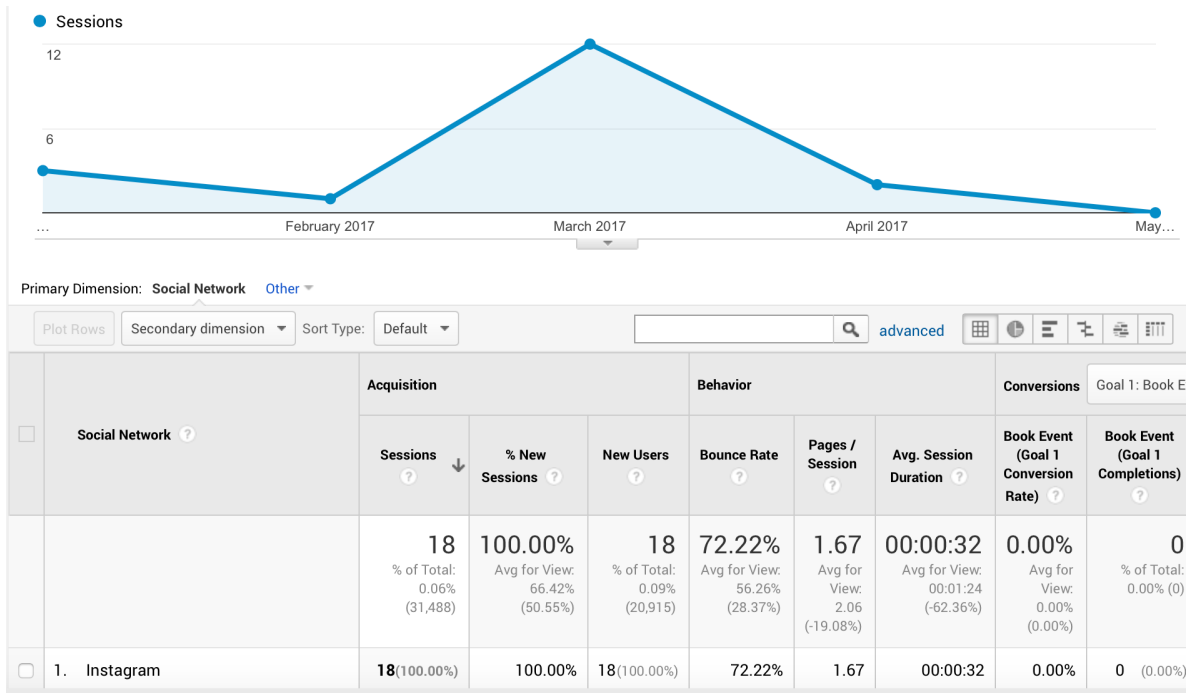 Sessions
12
6
...
February 2017
March 2017
April 2017
May...
Primary Dimension: Social Network Other
Plot Rows Secondary dimension Sort Type: Default advanced
Acquisition Behavior Conversions Goal 1: Book E
Social Network ?
Sessions
?
% New
Sessions ?
New Users
?
Bounce Rate
?
Pages /
Session
?
Avg. Session
Duration ?
Book Event
(Goal 1
Conversion
Rate) ?
Book Event
(Goal 1
Completions)
?
18
% of Total:
0.06%
(31,488)
100.00%
Avg for View:
66.42%
(50.55%)
18
% of Total:
0.09%
(20,915)
72.22%
Avg for View:
56.26%
(28.37%)
1.67
Avg for
View:
2.06
(-19.08%)
00:00:32
Avg for View:
00:01:24
(-62.36%)
0.00%
Avg for
View:
0.00%
(0.00%)
0
% of Total:
0.00% (0)
1. Instagram 18(100.00%) 100.00% 18(100.00%) 72.22% 1.67 00:00:32 0.00% 0 (0.00%)